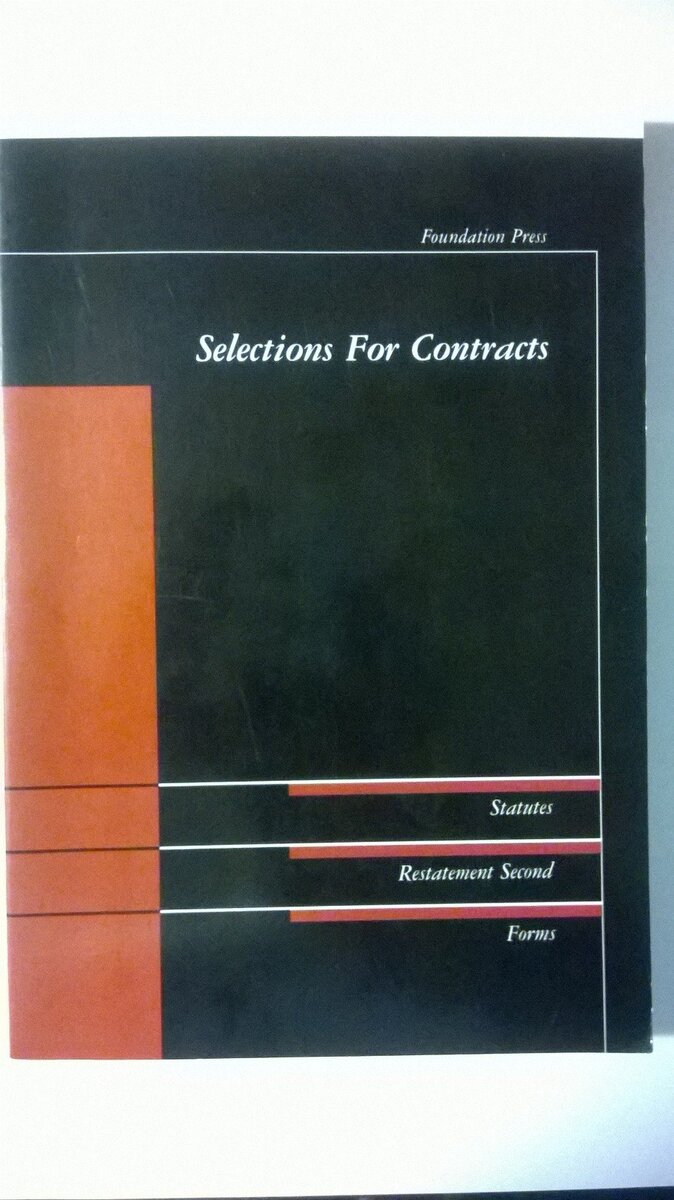 Foundation Press
Selections For Contracts
Statutes
Restatement Second
Forms